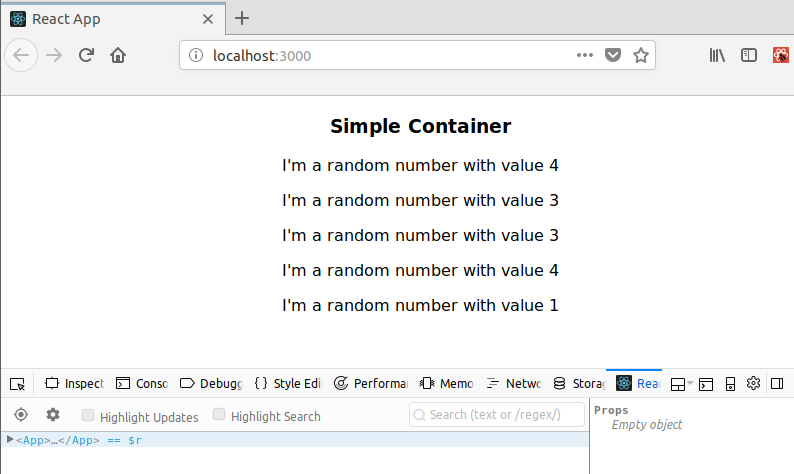 React App
localhost:3000
Simple Container
I'm a random number with value 4
I'm a random number with value 3
I'm a random number with value 3
I'm a random number with value 4
I'm a random number with value 1
Inspect Conso Debugg { } Style Edi Performar Memo Netwo Storag Reac
Highlight Updates Highlight Search Search (text or /regex/)
<App>…</App> == $r
Props
Empty object